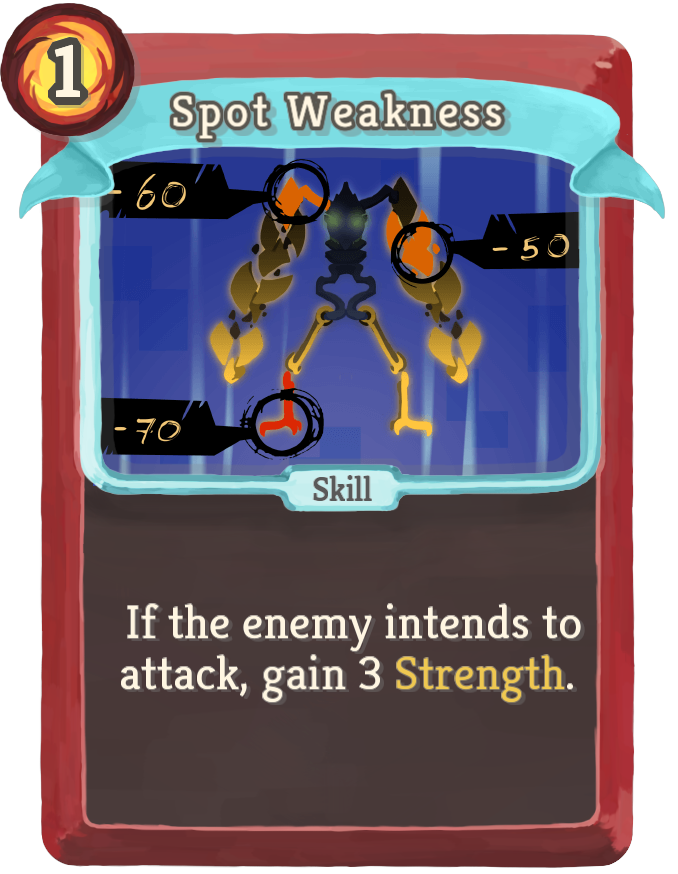 1
Spot Weakness
-60
-50
-70
Skill
If the enemy intends to
attack, gain 3 Strength.